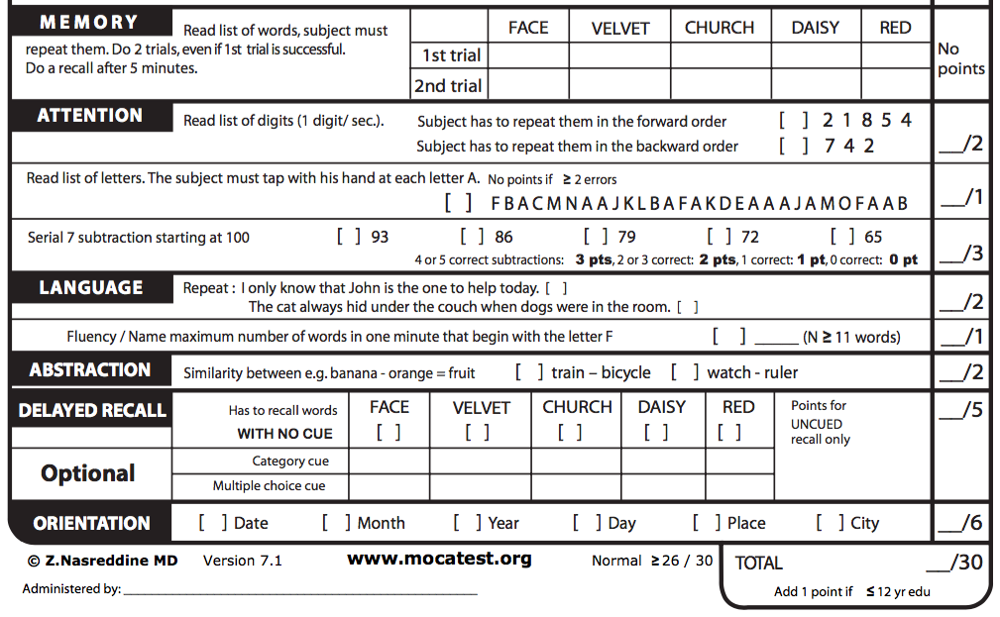 MEMORY
Read list of words, subject must
repeat them. Do 2 trials, even if 1st trial is successful.
Do a recall after 5 minutes.
FACE VELVET CHURCH DAISY RED
1st trial
2nd trial
No
points
ATTENTION
Read list of digits (1 digit/ sec.).
Subject has to repeat them in the forward order [ ] 2 1 8 5 4
Subject has to repeat them in the backward order [ ] 7 4 2
__/2
Read list of letters. The subject must tap with his hand at each letter A. No points if ≥ 2 errors
[ ] F B A C M N A A J K L B A F A K D E A A A J A M O F A A B
__/1
Serial 7 subtraction starting at 100 [ ] 93 [ ] 86 [ ] 79 [ ] 72 [ ] 65
4 or 5 correct subtractions: 3 pts, 2 or 3 correct: 2 pts, 1 correct: 1 pt, 0 correct: 0 pt
__/3
LANGUAGE
Repeat : I only know that John is the one to help today. [ ]
The cat always hid under the couch when dogs were in the room. [ ]
__/2
Fluency / Name maximum number of words in one minute that begin with the letter F [ ] _____ (N ≥ 11 words)
__/1
ABSTRACTION
Similarity between e.g. banana - orange = fruit [ ] train – bicycle [ ] watch - ruler
__/2
DELAYED RECALL
Has to recall words
WITH NO CUE
FACE VELVET CHURCH DAISY RED
[ ] [ ] [ ] [ ] [ ]
Points for
UNCUED
recall only
__/5
Optional
Category cue
Multiple choice cue
ORIENTATION
[ ] Date [ ] Month [ ] Year [ ] Day [ ] Place [ ] City
__/6
© Z.Nasreddine MD Version 7.1 www.mocatest.org Normal ≥ 26 / 30
TOTAL __/30
Administered by: ____________________
Add 1 point if ≤ 12 yr edu